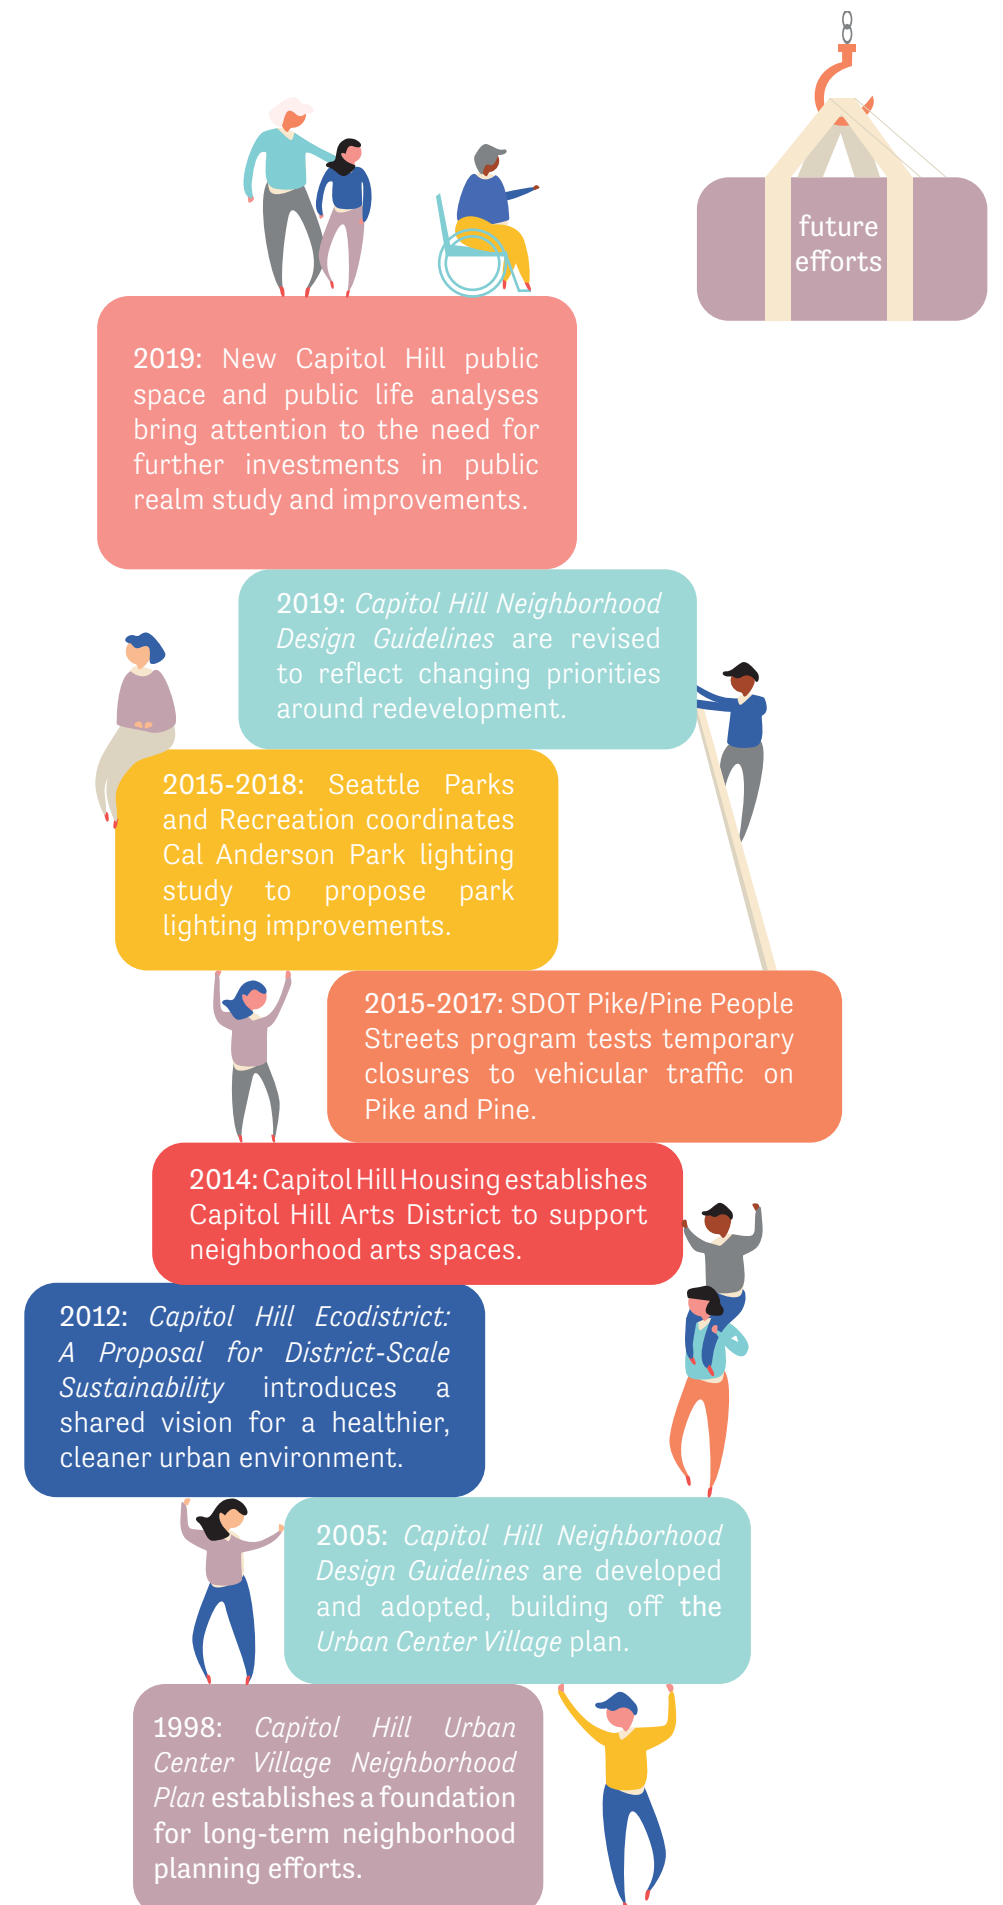 future
efforts
2019: New Capitol Hill public
space and public life analyses
bring attention to the need for
further investments in public
realm study and improvements.
2019: Capitol Hill Neighborhood
Design Guidelines are revised
to reflect changing priorities
around redevelopment.
2015-2018: Seattle Parks
and Recreation coordinates
Cal Anderson Park lighting
study to propose park
lighting improvements.
2015-2017: SDOT Pike/Pine People
Streets program tests temporary
closures to vehicular traffic on
Pike and Pine.
2014: Capitol Hill Housing establishes
Capitol Hill Arts District to support
neighborhood arts spaces.
2012: Capitol Hill Ecodistrict:
A Proposal for District-Scale
Sustainability introduces a
shared vision for a healthier,
cleaner urban environment.
2005: Capitol Hill Neighborhood
Design Guidelines are developed
and adopted, building off the
Urban Center Village plan.
1998: Capitol Hill Urban
Center Village Neighborhood
Plan establishes a foundation
for long-term neighborhood
planning efforts.